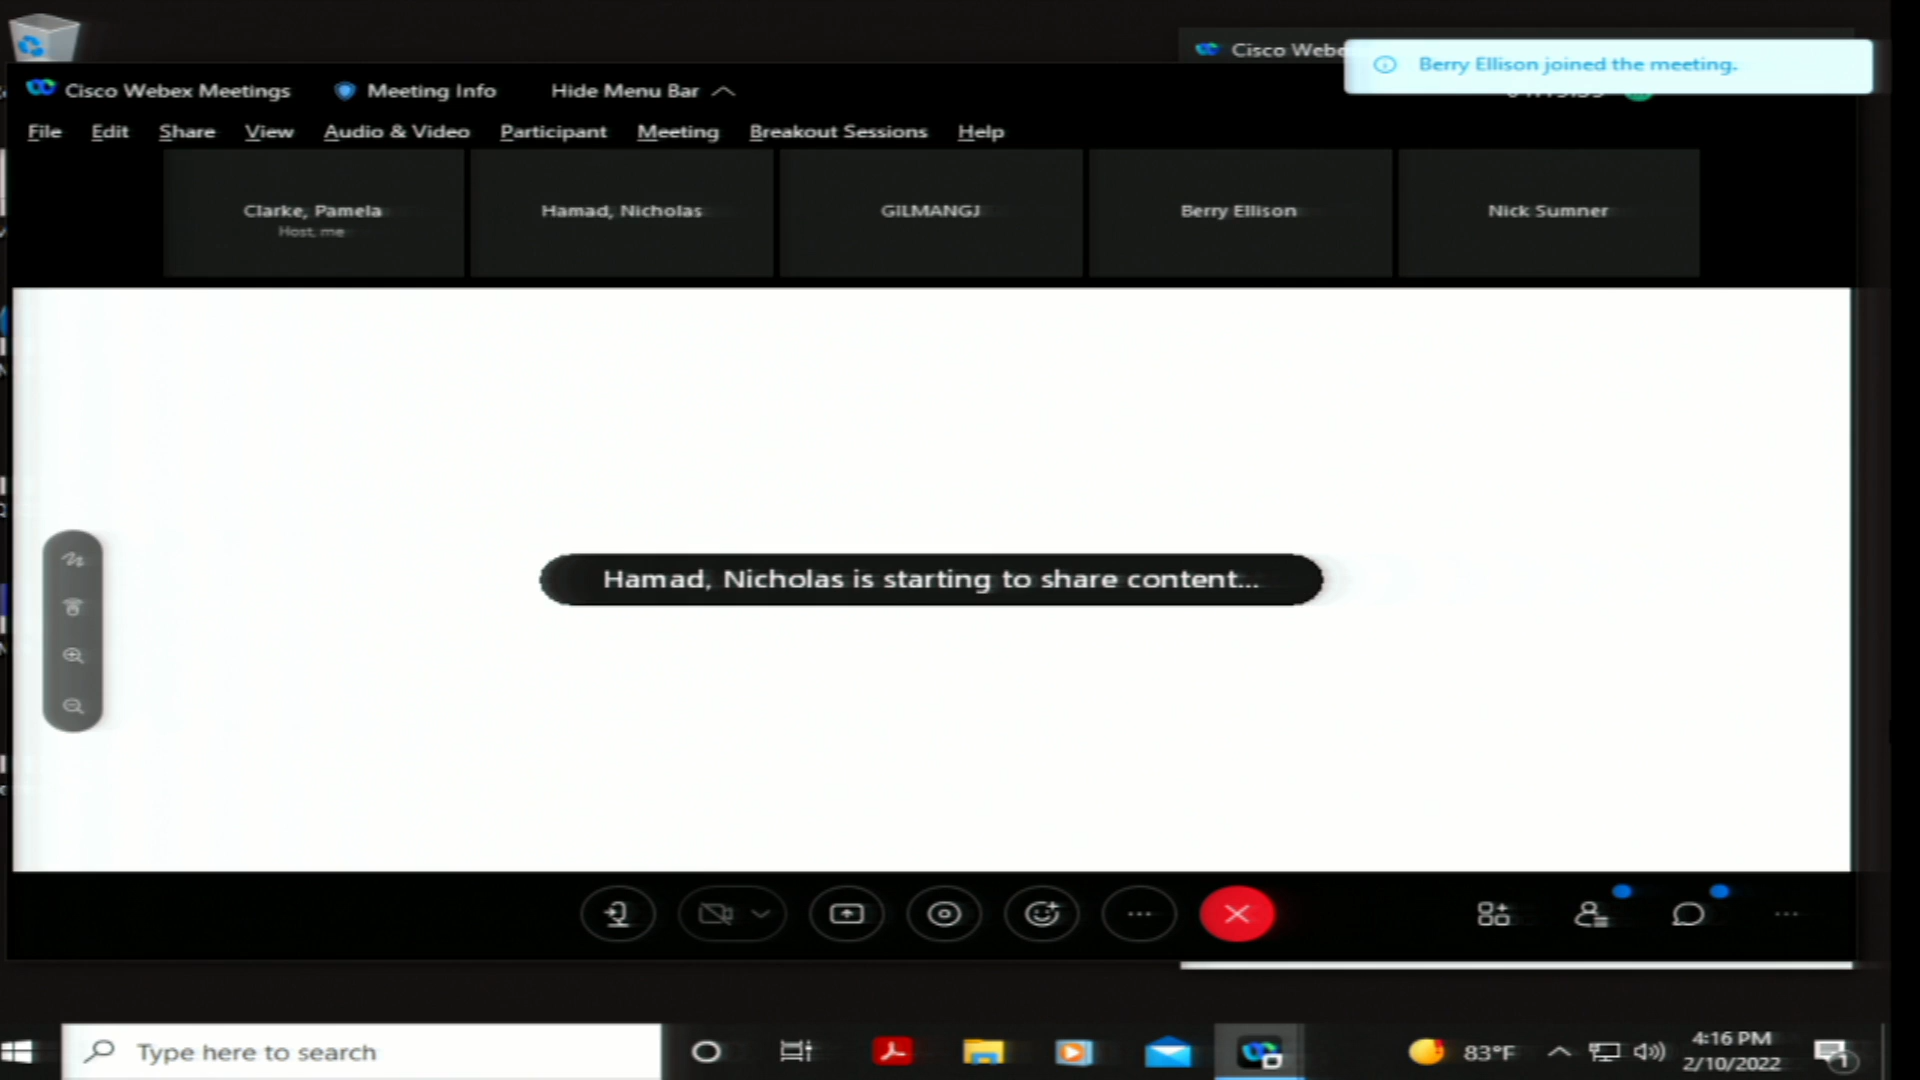 Cisco Webe
Berry Ellison joined the meeting.
Cisco Webex Meetings
Meeting Info
Hide Menu Bar
File Edit Share View Audio & Video Participant Meeting Breakout Sessions Help
Clarke, Pamela
Host, me
Hamad, Nicholas
GILMANGJ
Berry Ellison
Nick Sumner
Hamad, Nicholas is starting to share content...
Type here to search
83°F
4:16 PM
2/10/2022
1